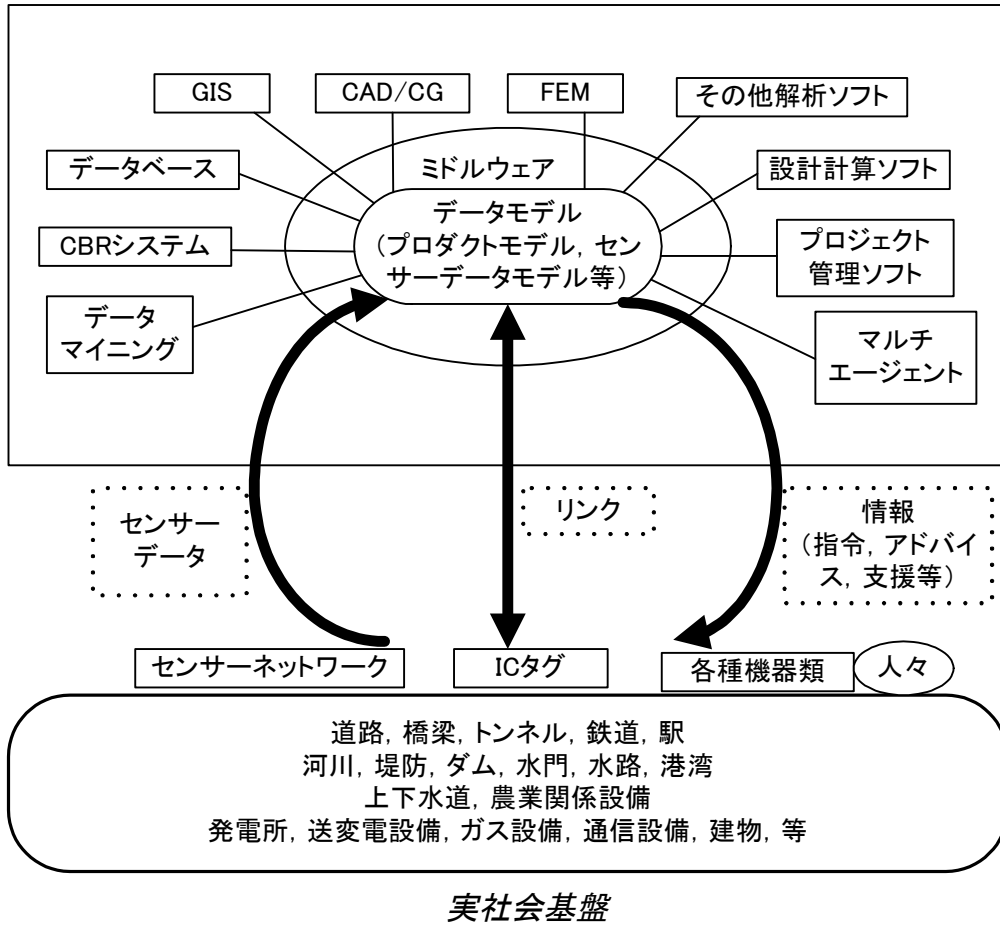 GIS
CAD/CG
FEM
その他解析ソフト
データベース
ミドルウェア
設計計算ソフト
データモデル
（プロダクトモデル, セン
サーデータモデル等）
CBRシステム
プロジェクト
管理ソフト
データ
マイニング
マルチ
エージェント
センサー
データ
リンク
情報
（指令, アドバイ
ス, 支援等）
センサーネットワーク
ICタグ
各種機器類
人々
道路, 橋梁, トンネル, 鉄道, 駅
河川, 堤防, ダム, 水門, 水路, 港湾
上下水道, 農業関係設備
発電所, 送変電設備, ガス設備, 通信設備, 建物, 等
実社会基盤